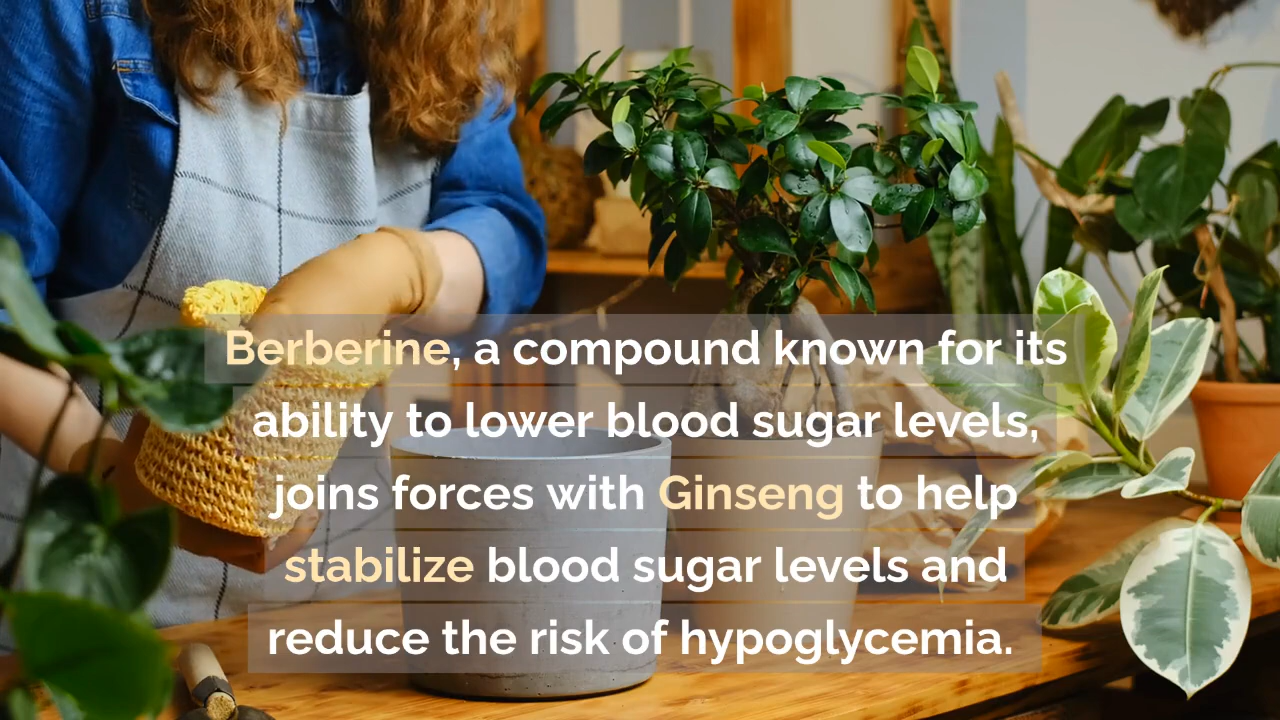 Berberine, a compound known for its
ability to lower blood sugar levels,
joins forces with Ginseng to help
stabilize blood sugar levels and
reduce the risk of hypoglycemia.